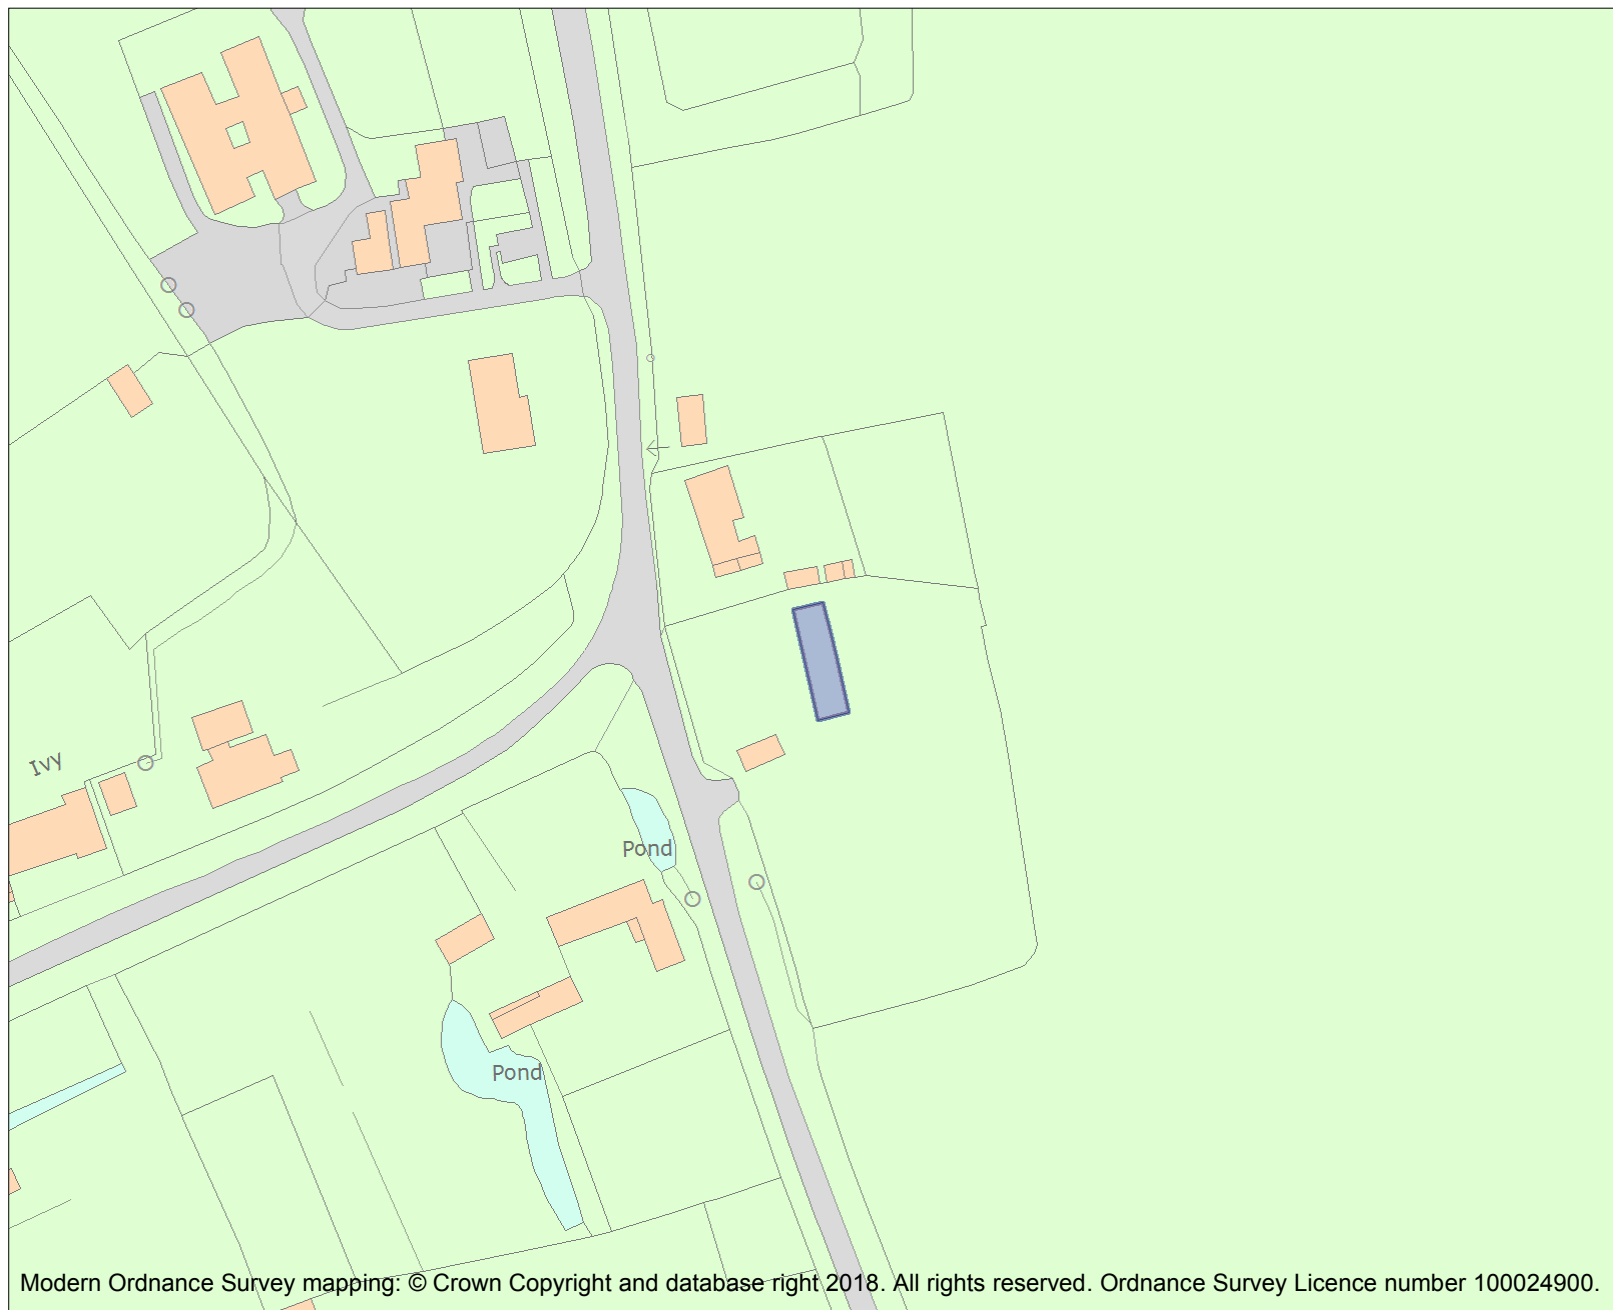 Ivy
Pond
Pond
Modern Ordnance Survey mapping: © Crown Copyright and database right 2018. All rights reserved. Ordnance Survey Licence number 100024900.